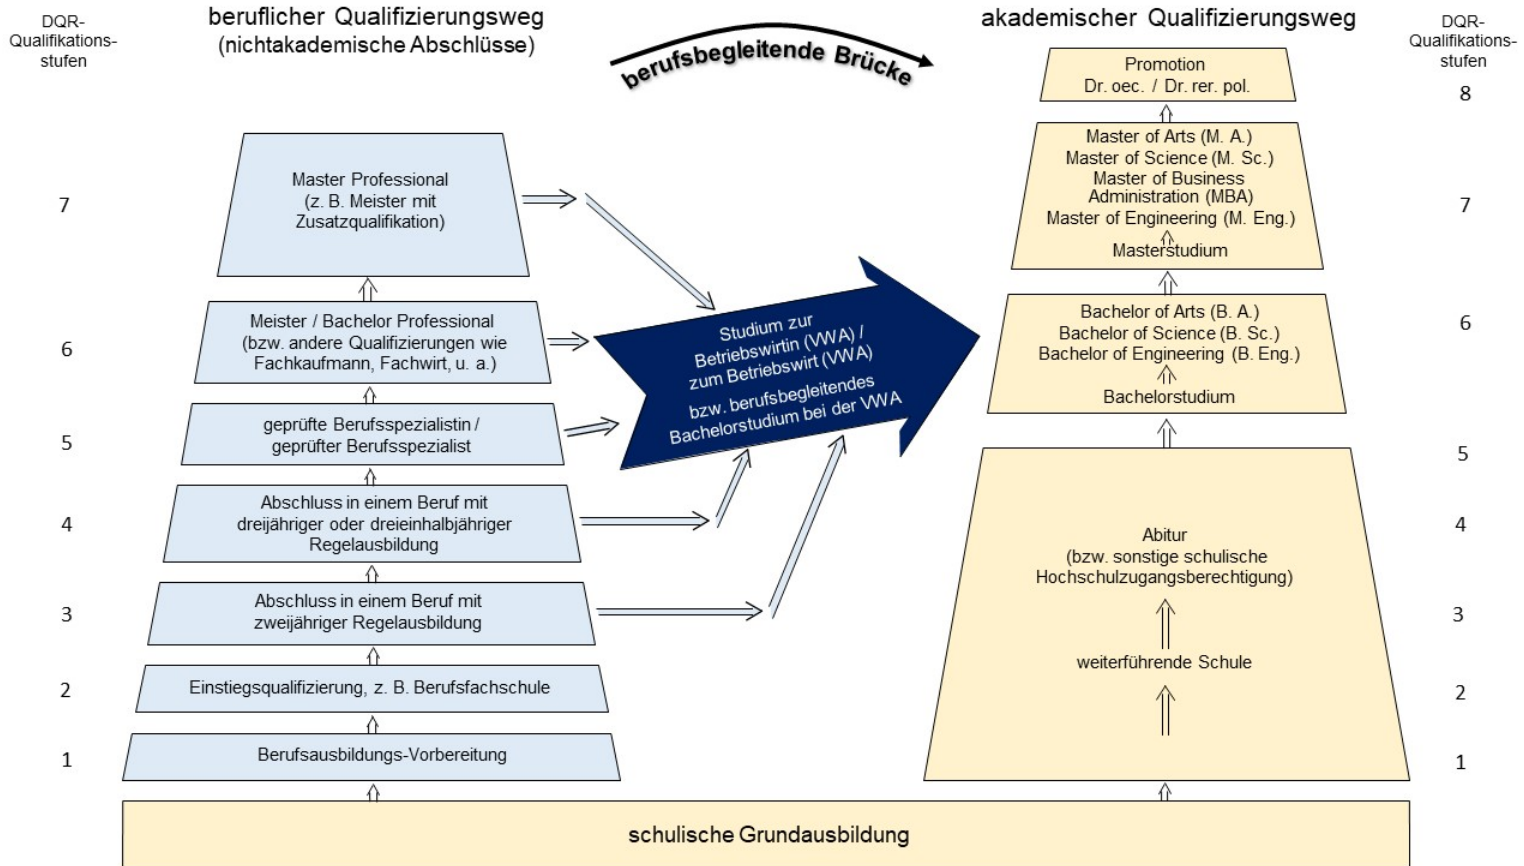 DQR-
Qualifikations-
stufen
beruflicher Qualifizierungsweg
(nichtakademische Abschlüsse)
berufsbegleitende Brücke
akademischer Qualifizierungsweg
DQR-
Qualifikations-
stufen
7
Master Professional
(z. B. Meister mit
Zusatzqualifikation)
6
Meister / Bachelor Professional
(bzw. andere Qualifizierungen wie
Fachkaufmann, Fachwirt, u. a.)
5
geprüfte Berufsspezialistin /
geprüfter Berufsspezialist
4
Abschluss in einem Beruf mit
dreijähriger oder dreieinhalbjähriger
Regelausbildung
3
Abschluss in einem Beruf mit
zweijähriger Regelausbildung
2
Einstiegsqualifizierung, z. B. Berufsfachschule
1
Berufsausbildungs-Vorbereitung
Studium zur
Betriebswirtin (VWA) /
zum Betriebswirt (VWA)
bzw. berufsbegleitendes
Bachelorstudium bei der VWA
Promotion
Dr. oec. / Dr. rer. pol.
8
Master of Arts (M. A.)
Master of Science (M. Sc.)
Master of Business
Administration (MBA)
Master of Engineering (M. Eng.)
Masterstudium
7
Bachelor of Arts (B. A.)
Bachelor of Science (B. Sc.)
Bachelor of Engineering (B. Eng.)
Bachelorstudium
6
5
4
Abitur
(bzw. sonstige schulische
Hochschulzugangsberechtigung)
3
weiterführende Schule
2
1
schulische Grundausbildung